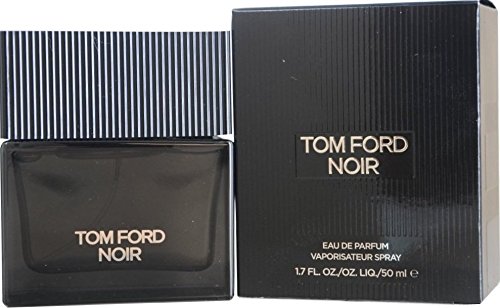 TOM FORD
NOIR
TOM FORD
NOIR
EAU DE PARFUM
VAPORISATEUR SPRAY
1.7 FL. OZ./OZ. LIQ./50 ml ℮